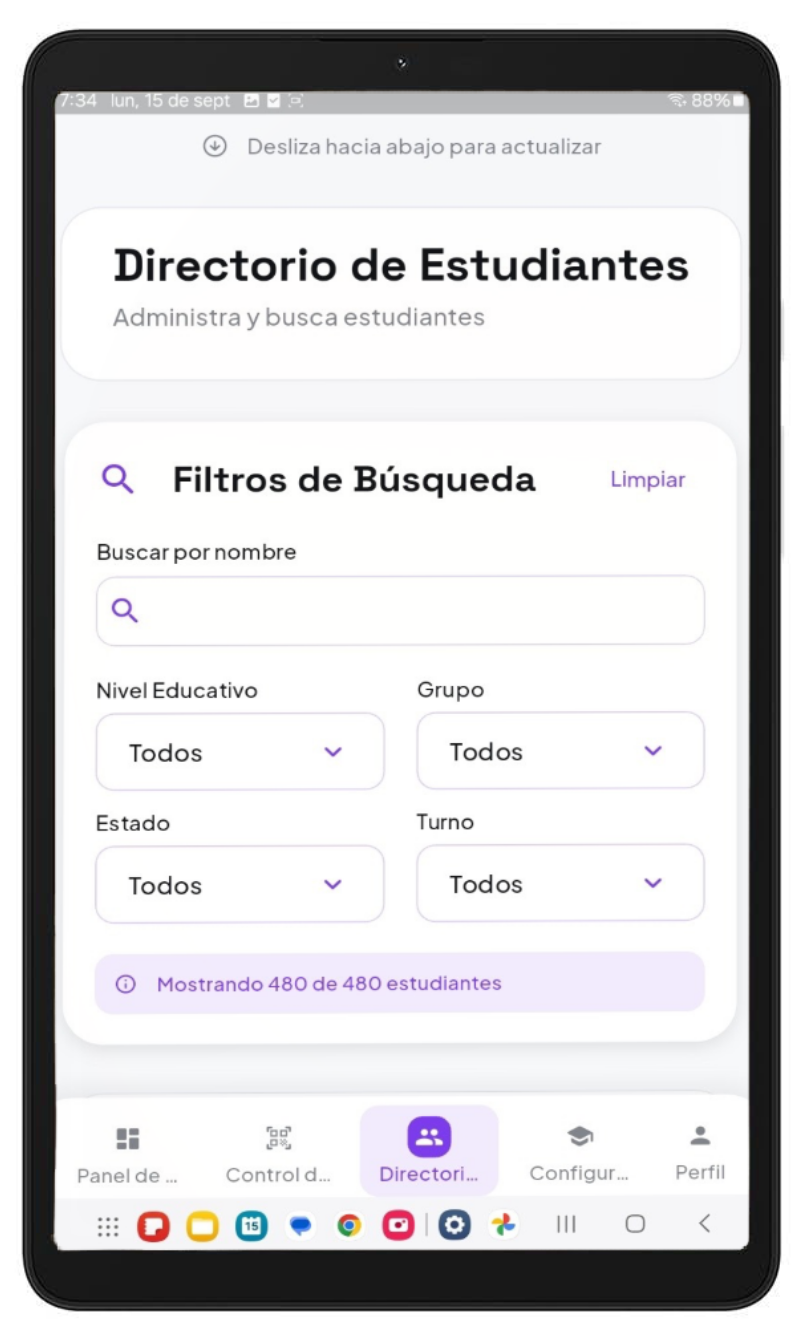 7:34 lun, 15 de sept 88%
Desliza hacia abajo para actualizar
Directorio de Estudiantes
Administra y busca estudiantes
Filtros de Búsqueda Limpiar
Buscar por nombre
Nivel Educativo Grupo
Todos Todos
Estado Turno
Todos Todos
Mostrando 480 de 480 estudiantes
Panel de ... Control d... Directori... Configur... Perfil
15